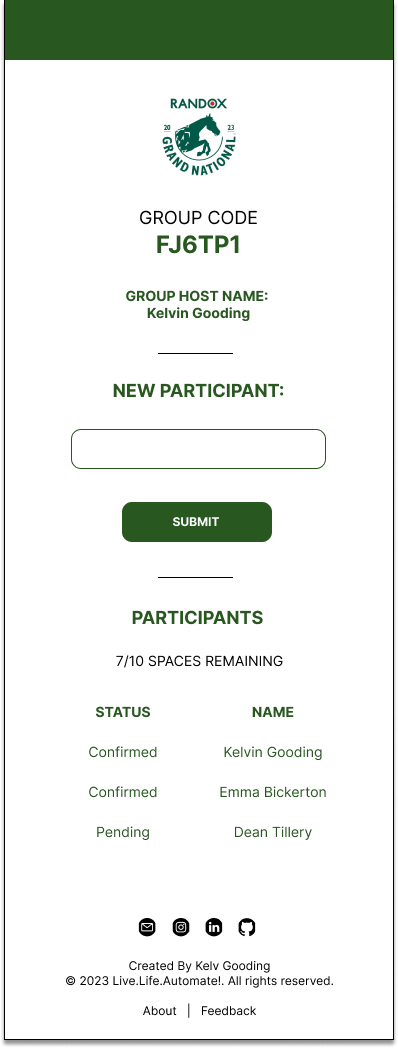 RANDOX
20 23
GRAND NATIONAL
GROUP CODE
FJ6TP1
GROUP HOST NAME:
Kelvin Gooding
NEW PARTICIPANT:
SUBMIT
PARTICIPANTS
7/10 SPACES REMAINING
STATUS NAME
Confirmed Kelvin Gooding
Confirmed Emma Bickerton
Pending Dean Tillery
in
Created By Kelv Gooding
© 2023 Live.Life.Automate!. All rights reserved.
About | Feedback